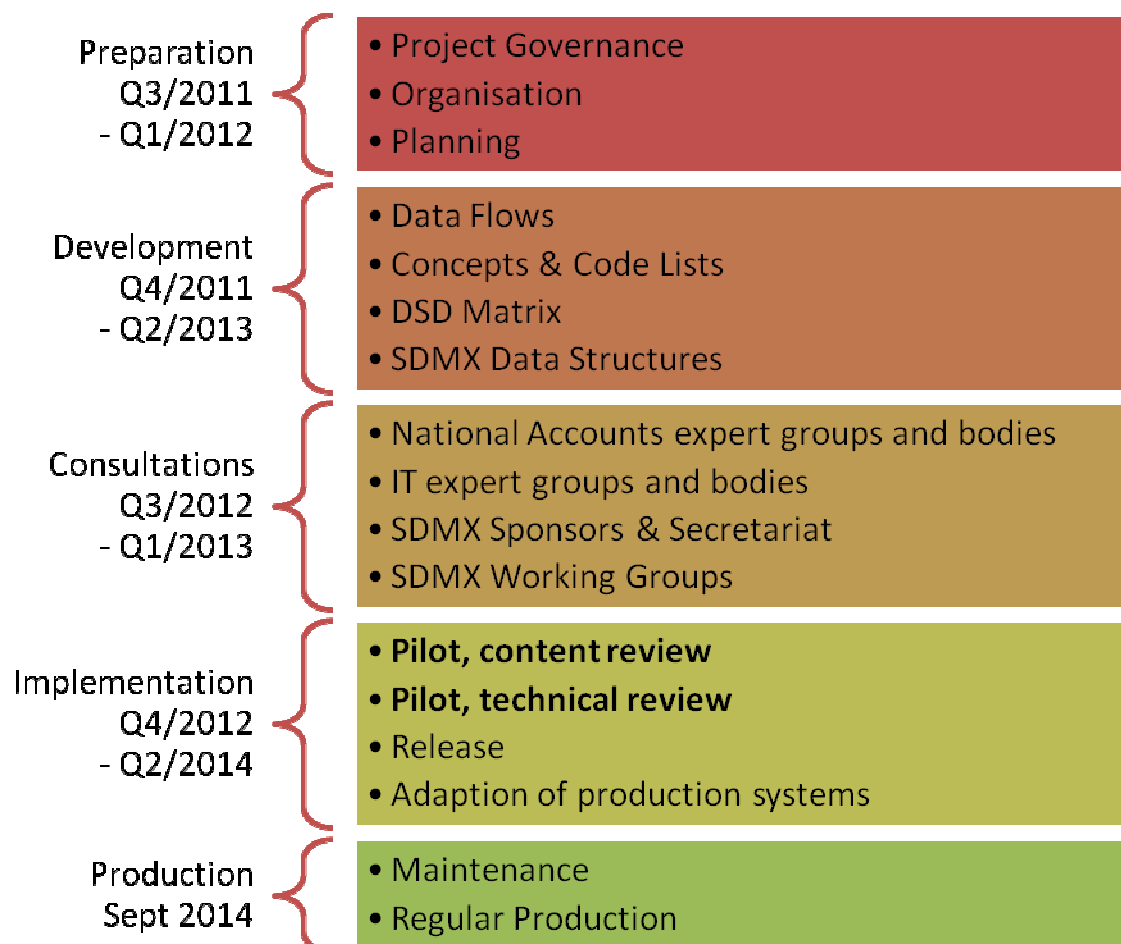 Preparation
Q3/2011
- Q1/2012
• Project Governance
• Organisation
• Planning
Development
Q4/2011
- Q2/2013
• Data Flows
• Concepts & Code Lists
• DSD Matrix
• SDMX Data Structures
Consultations
Q3/2012
- Q1/2013
• National Accounts expert groups and bodies
• IT expert groups and bodies
• SDMX Sponsors & Secretariat
• SDMX Working Groups
Implementation
Q4/2012
- Q2/2014
• Pilot, content review
• Pilot, technical review
• Release
• Adaption of production systems
Production
Sept 2014
• Maintenance
• Regular Production